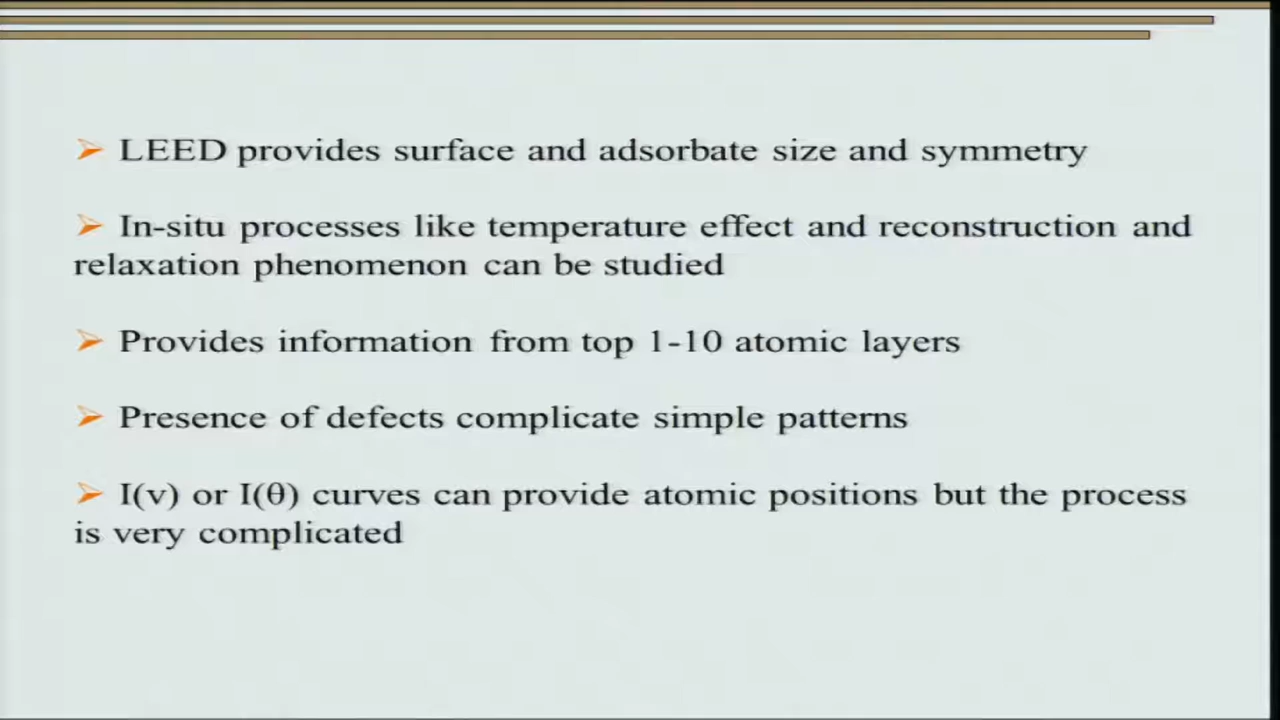 ➢ LEED provides surface and adsorbate size and symmetry
➢ In-situ processes like temperature effect and reconstruction and
relaxation phenomenon can be studied
➢ Provides information from top 1-10 atomic layers
➢ Presence of defects complicate simple patterns
➢ I(v) or I(θ) curves can provide atomic positions but the process
is very complicated